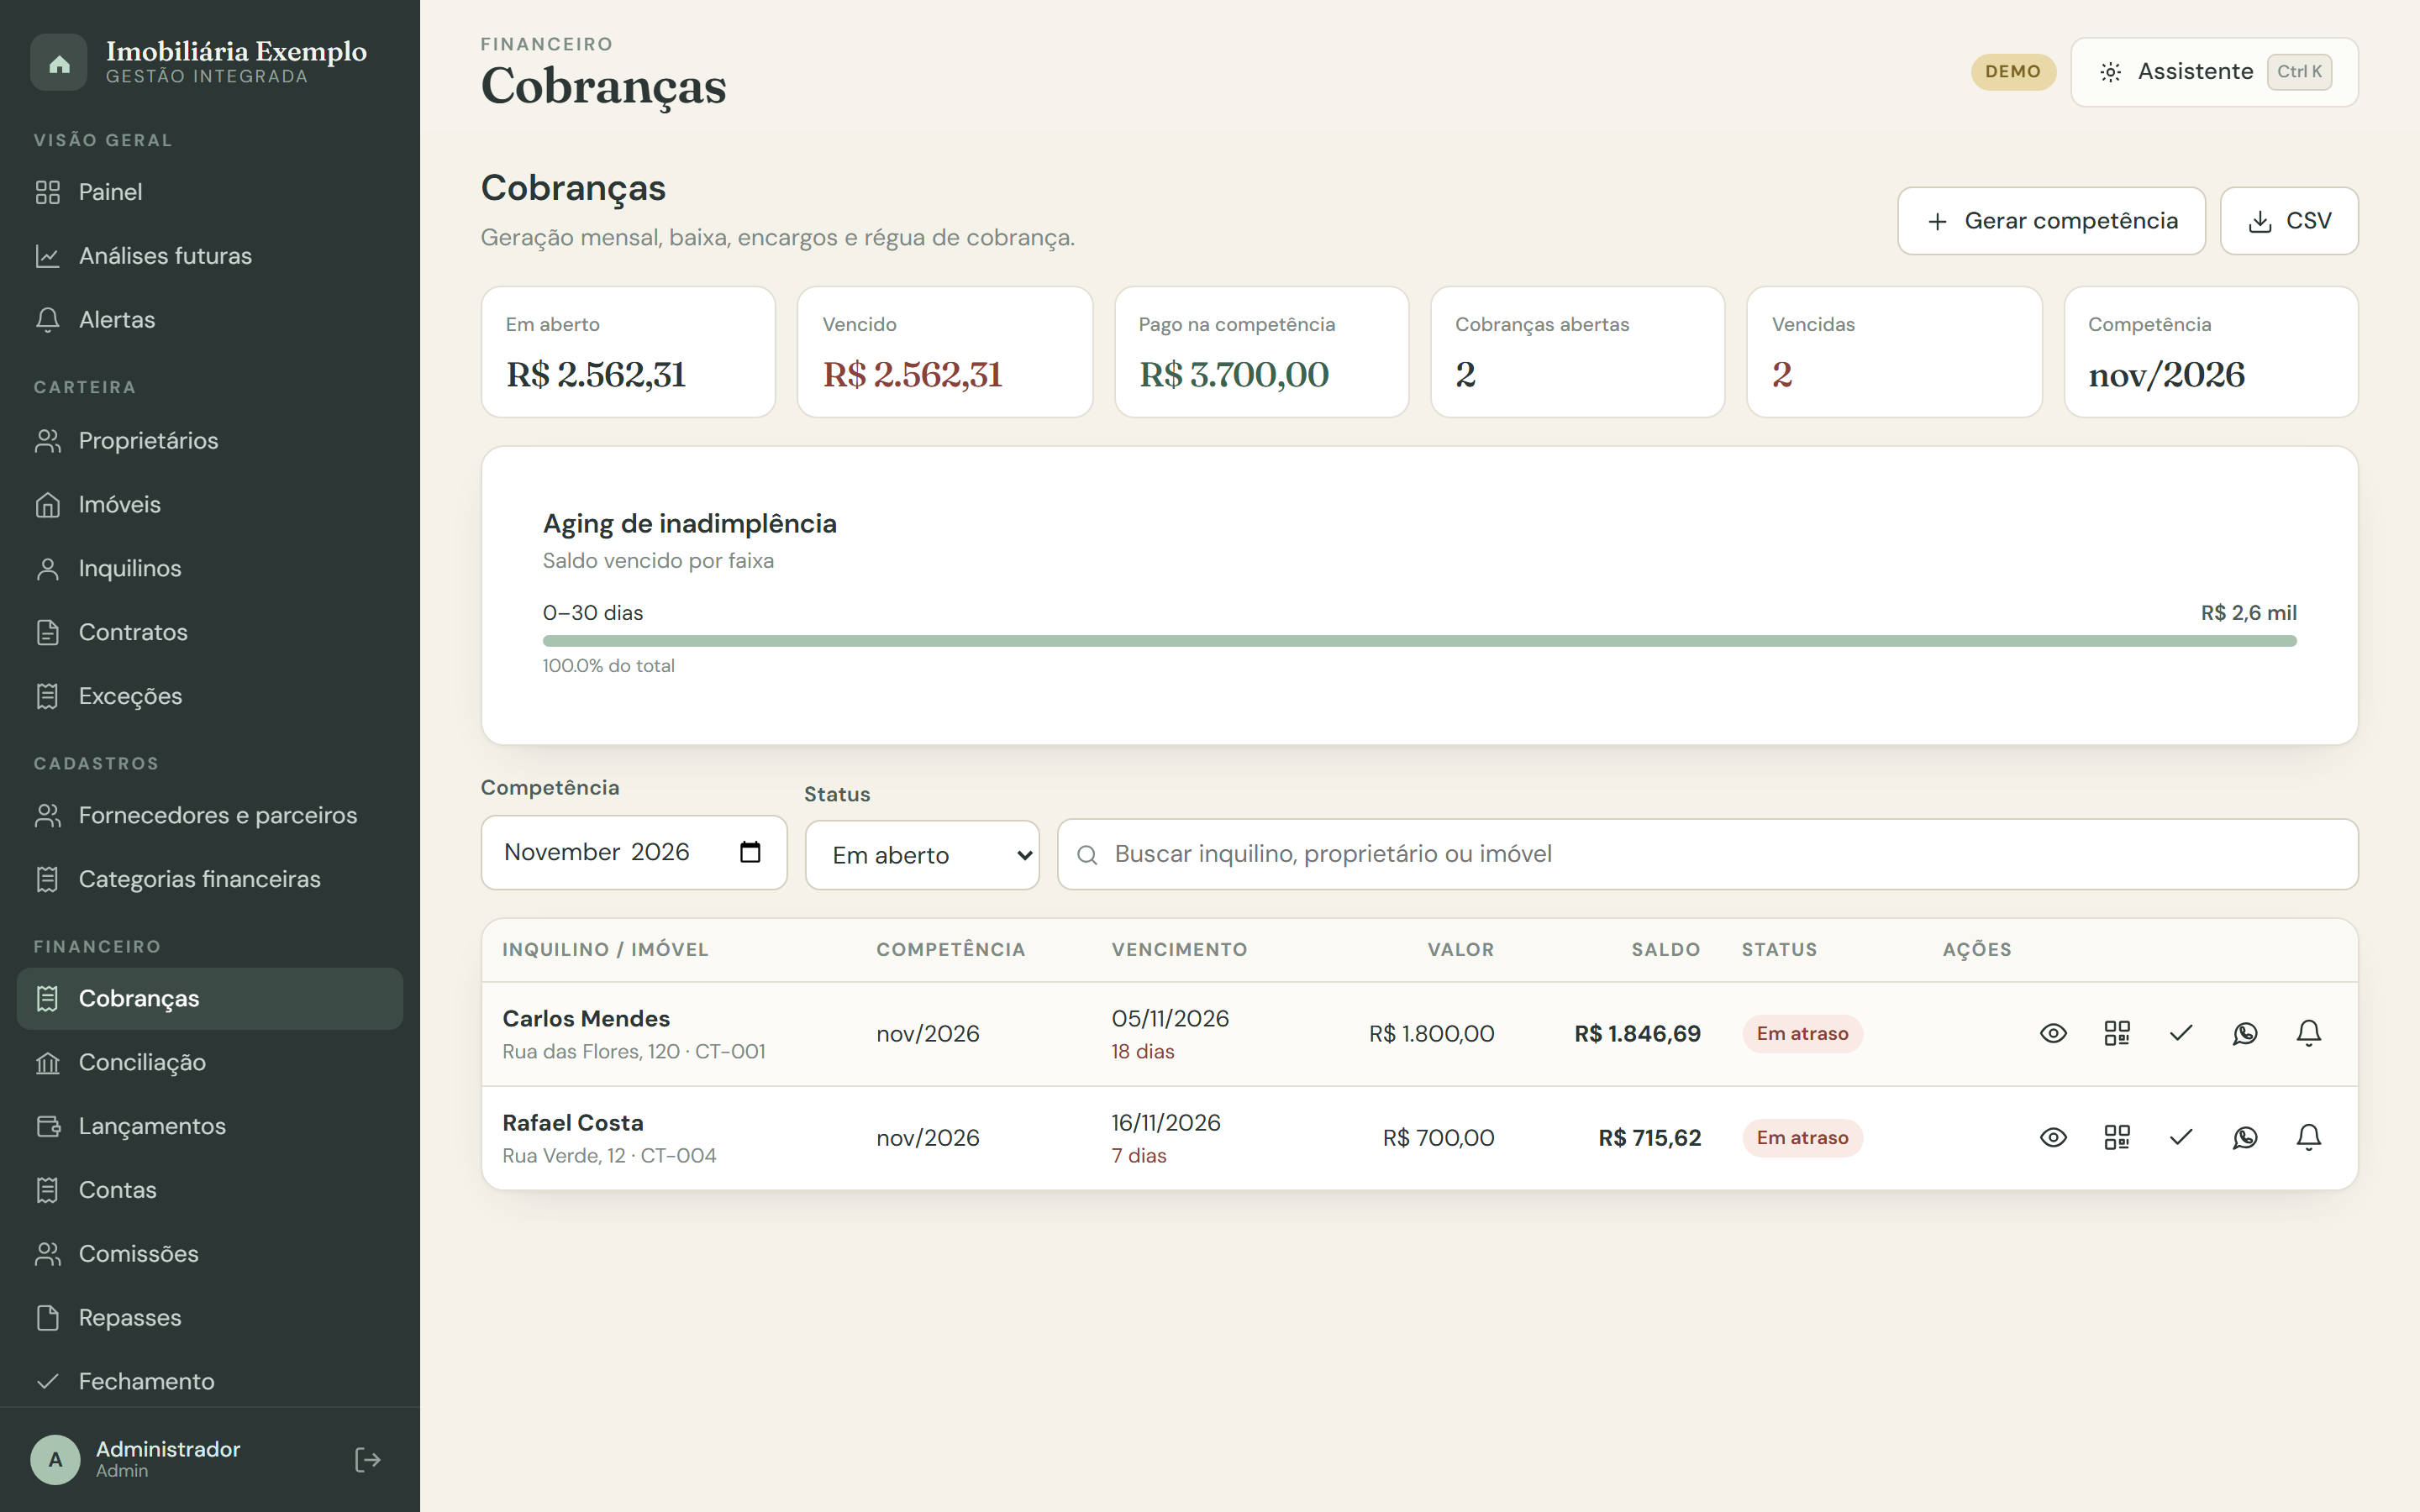 Imobiliária Exemplo
GESTÃO INTEGRADA
VISÃO GERAL
Painel
Análises futuras
Alertas
CARTEIRA
Proprietários
Imóveis
Inquilinos
Contratos
Exceções
CADASTROS
Fornecedores e parceiros
Categorias financeiras
FINANCEIRO
Cobranças
Conciliação
Lançamentos
Contas
Comissões
Repasses
Fechamento
A
Administrador
Admin
FINANCEIRO
Cobranças
DEMO
Assistente Ctrl K
Cobranças
Geração mensal, baixa, encargos e régua de cobrança.
Gerar competência
CSV
Em aberto
R$ 2.562,31
Vencido
R$ 2.562,31
Pago na competência
R$ 3.700,00
Cobranças abertas
2
Vencidas
2
Competência
nov/2026
Aging de inadimplência
Saldo vencido por faixa
0–30 dias R$ 2,6 mil
100.0% do total
Competência
November 2026
Status
Em aberto
Buscar inquilino, proprietário ou imóvel
INQUILINO / IMÓVEL COMPETÊNCIA VENCIMENTO VALOR SALDO STATUS AÇÕES
Carlos Mendes
Rua das Flores, 120 · CT-001
nov/2026
05/11/2026
18 dias
R$ 1.800,00
R$ 1.846,69
Em atraso
Rafael Costa
Rua Verde, 12 · CT-004
nov/2026
16/11/2026
7 dias
R$ 700,00
R$ 715,62
Em atraso